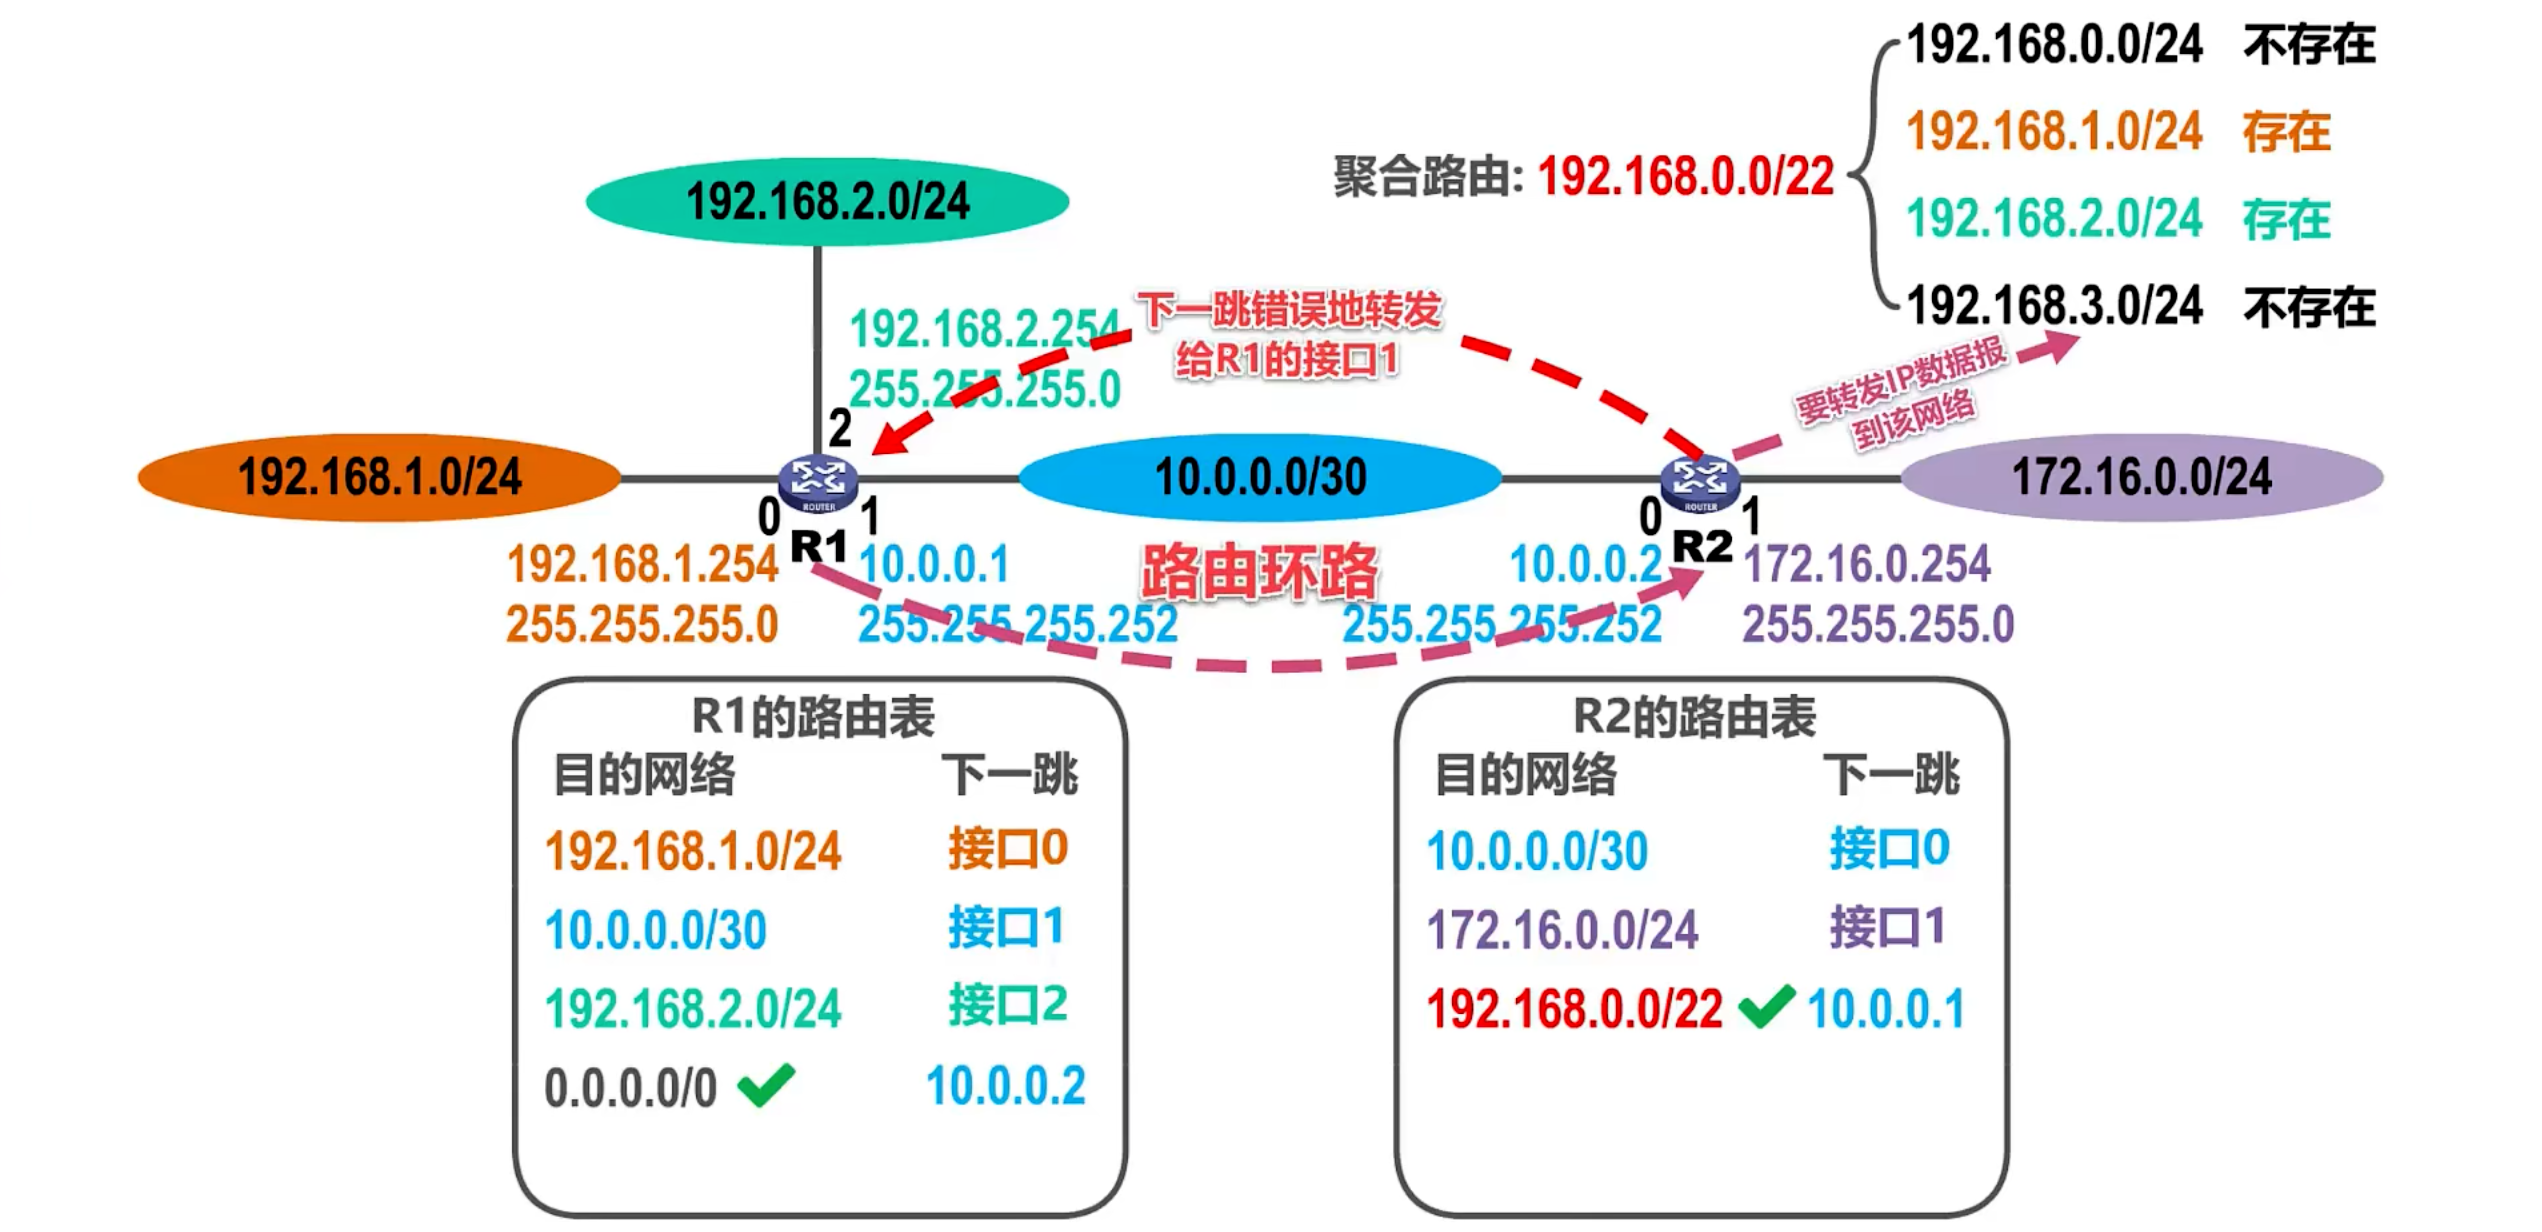 192.168.0.0/24 不存在
192.168.1.0/24 存在
聚合路由: 192.168.0.0/22
192.168.2.0/24 存在
192.168.3.0/24 不存在
192.168.2.0/24
192.168.2.254
255.255.255.0
下一跳错误地转发
给R1的接口1
要转发IP数据报
到该网络
2
192.168.1.0/24
10.0.0.0/30
172.16.0.0/24
ROUTER
ROUTER
0
R1
1
0
R2
1
192.168.1.254
255.255.255.0
10.0.0.1
255.255.255.252
路由环路
10.0.0.2
255.255.255.252
172.16.0.254
255.255.255.0
R1的路由表
目的网络 下一跳
192.168.1.0/24 接口0
10.0.0.0/30 接口1
192.168.2.0/24 接口2
0.0.0.0/0 10.0.0.2
R2的路由表
目的网络 下一跳
10.0.0.0/30 接口0
172.16.0.0/24 接口1
192.168.0.0/22 10.0.0.1